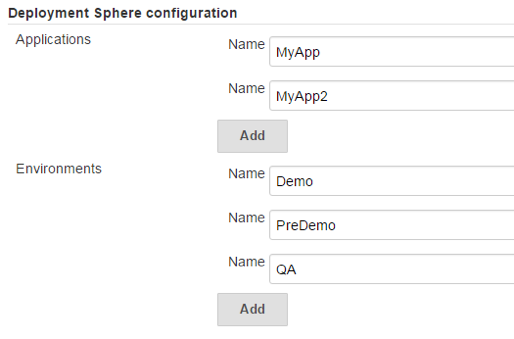 Deployment Sphere configuration
Applications
Name MyApp
Name MyApp2
Add
Environments
Name Demo
Name PreDemo
Name QA
Add